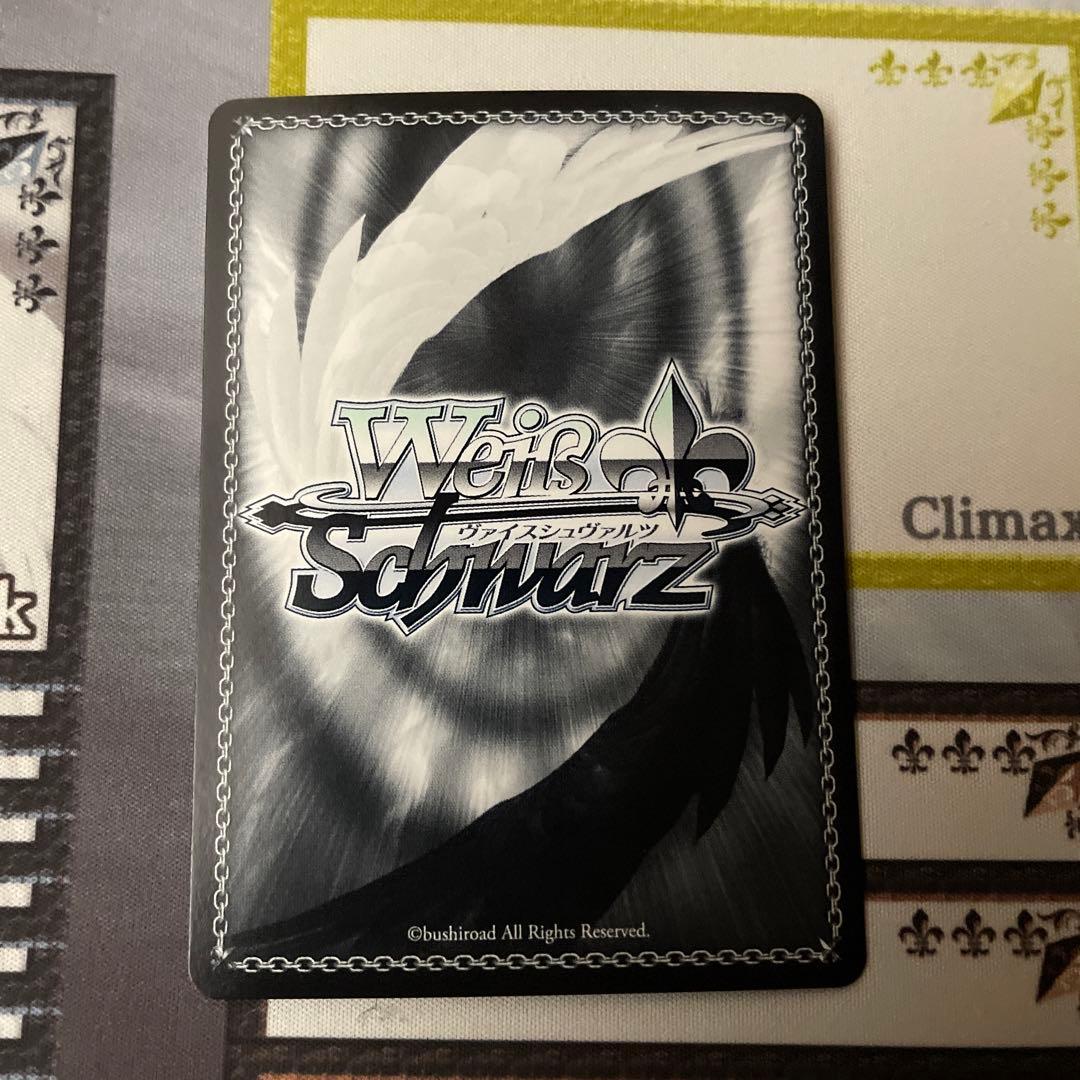 Weiß
ヴァイスシュヴァルツ
Schwarz
©bushiroad All Rights Reserved.
Climax
k